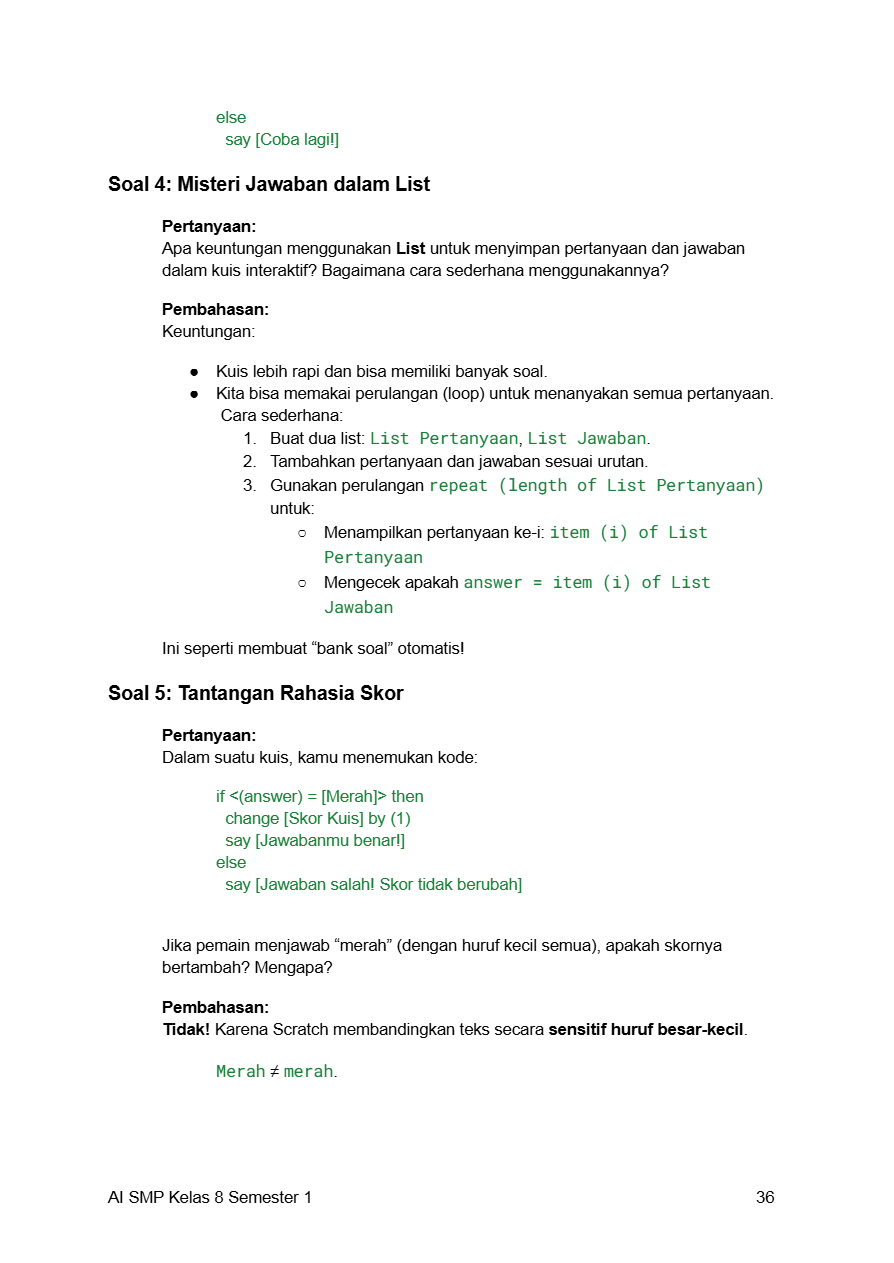 else
say [Coba lagi!]
Soal 4: Misteri Jawaban dalam List
Pertanyaan:
Apa keuntungan menggunakan List untuk menyimpan pertanyaan dan jawaban
dalam kuis interaktif? Bagaimana cara sederhana menggunakannya?
Pembahasan:
Keuntungan:
● Kuis lebih rapi dan bisa memiliki banyak soal.
● Kita bisa memakai perulangan (loop) untuk menanyakan semua pertanyaan.
Cara sederhana:
1. Buat dua list: List Pertanyaan, List Jawaban.
2. Tambahkan pertanyaan dan jawaban sesuai urutan.
3. Gunakan perulangan repeat (length of List Pertanyaan)
untuk:
○ Menampilkan pertanyaan ke-i: item (i) of List
Pertanyaan
○ Mengecek apakah answer = item (i) of List
Jawaban
Ini seperti membuat “bank soal” otomatis!
Soal 5: Tantangan Rahasia Skor
Pertanyaan:
Dalam suatu kuis, kamu menemukan kode:
if <(answer) = [Merah]> then
change [Skor Kuis] by (1)
say [Jawabanmu benar!]
else
say [Jawaban salah! Skor tidak berubah]
Jika pemain menjawab “merah” (dengan huruf kecil semua), apakah skornya
bertambah? Mengapa?
Pembahasan:
Tidak! Karena Scratch membandingkan teks secara sensitif huruf besar-kecil.
Merah ≠ merah.
AI SMP Kelas 8 Semester 1 36